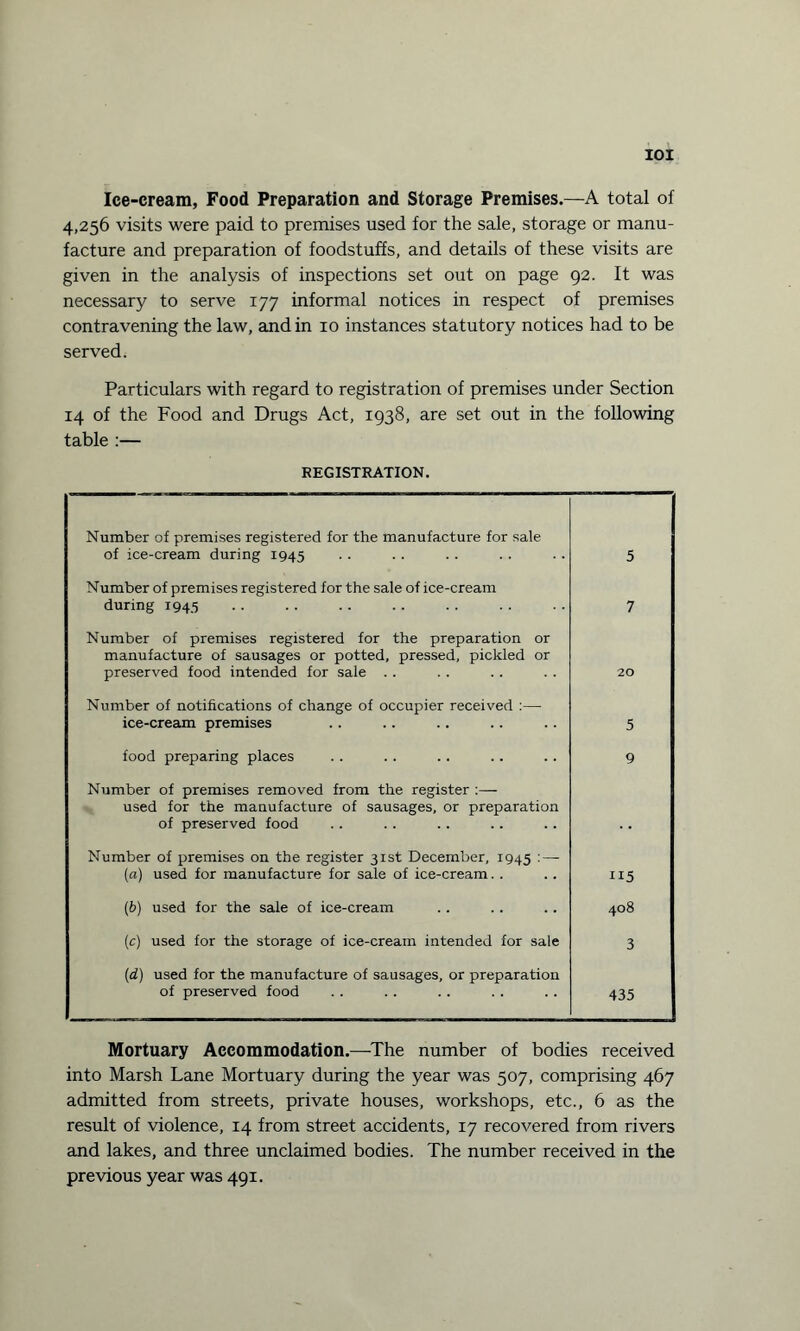 101
Ice-cream, Food Preparation and Storage Premises.—A total of
4,256 visits were paid to premises used for the sale, storage or manu-
facture and preparation of foodstuffs, and details of these visits are
given in the analysis of inspections set out on page 92. It was
necessary to serve 177 informal notices in respect of premises
contravening the law, and in 10 instances statutory notices had to be
served.
Particulars with regard to registration of premises under Section
14 of the Food and Drugs Act, 1938, are set out in the following
table :—
REGISTRATION.
Number of premises registered for the manufacture for sale
of ice-cream during 1945 .. .. .. .. .. 5
Number of premises registered for the sale of ice-cream
during 1945 .. .. .. .. .. .. .. 7
Number of premises registered for the preparation or
manufacture of sausages or potted, pressed, pickled or
preserved food intended for sale .. .. .. .. 20
Number of notifications of change of occupier received :—
ice-cream premises .. .. .. .. .. 5
food preparing places .. .. .. .. .. 9
Number of premises removed from the register :—
used for the manufacture of sausages, or preparation
of preserved food .. .. .. .. .. ..
Number of premises on the register 31st December, 1945 :—
(a) used for manufacture for sale of ice-cream.. .. 115
(b) used for the sale of ice-cream .. .. .. 408
(c) used for the storage of ice-cream intended for sale 3
(d) used for the manufacture of sausages, or preparation
of preserved food .. .. .. .. .. 435
Mortuary Accommodation.—The number of bodies received
into Marsh Lane Mortuary during the year was 507, comprising 467
admitted from streets, private houses, workshops, etc., 6 as the
result of violence, 14 from street accidents, 17 recovered from rivers
and lakes, and three unclaimed bodies. The number received in the
previous year was 491.